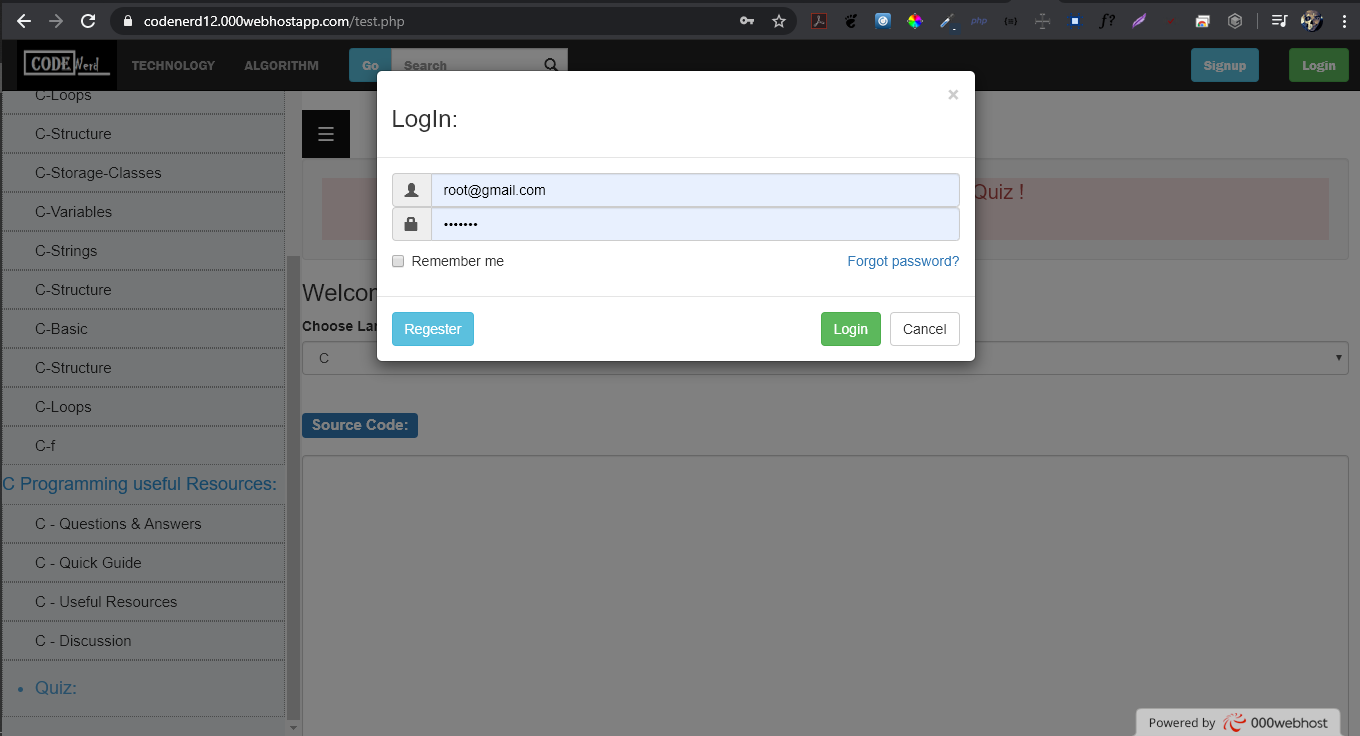 codenerd12.000webhostapp.com/test.php
php
{a}
f?
CODE Nerd
TECHNOLOGY
ALGORITHM
Go
Search
Signup
Login
C-Loops
C-Structure
C-Storage-Classes
C-Variables
C-Strings
C-Structure
C-Basic
C-Structure
C-Loops
C-f
C Programming useful Resources:
C - Questions & Answers
C - Quick Guide
C - Useful Resources
C - Discussion
Quiz:
☰
Quiz !
Choose
C
Source Code:
×
LogIn:
root@gmail.com
•••••••
Remember me
Forgot password?
Regester
Login
Cancel
Powered by 000webhost